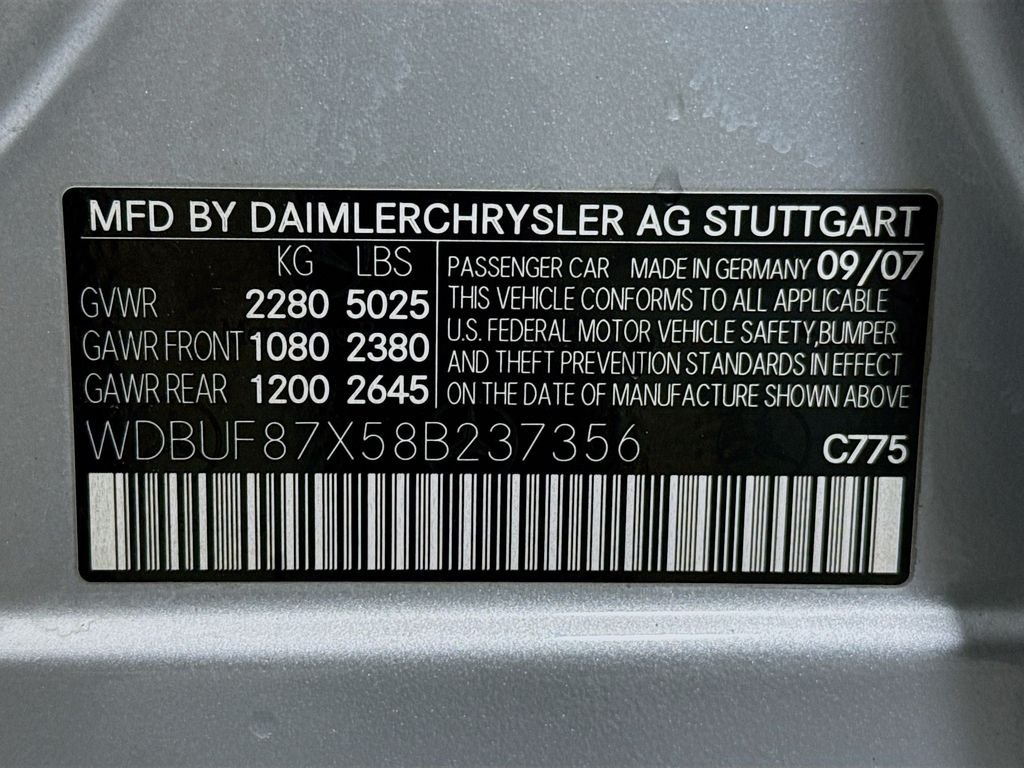 MFD BY DAIMLERCHRYSLER AG STUTTGART
KG LBS
GVWR 2280 5025
GAWR FRONT 1080 2380
GAWR REAR 1200 2645
PASSENGER CAR MADE IN GERMANY 09/07
THIS VEHICLE CONFORMS TO ALL APPLICABLE
U.S. FEDERAL MOTOR VEHICLE SAFETY,BUMPER
AND THEFT PREVENTION STANDARDS IN EFFECT
ON THE DATE OF MANUFACTURE SHOWN ABOVE
WDBUF87X58B237356 C775